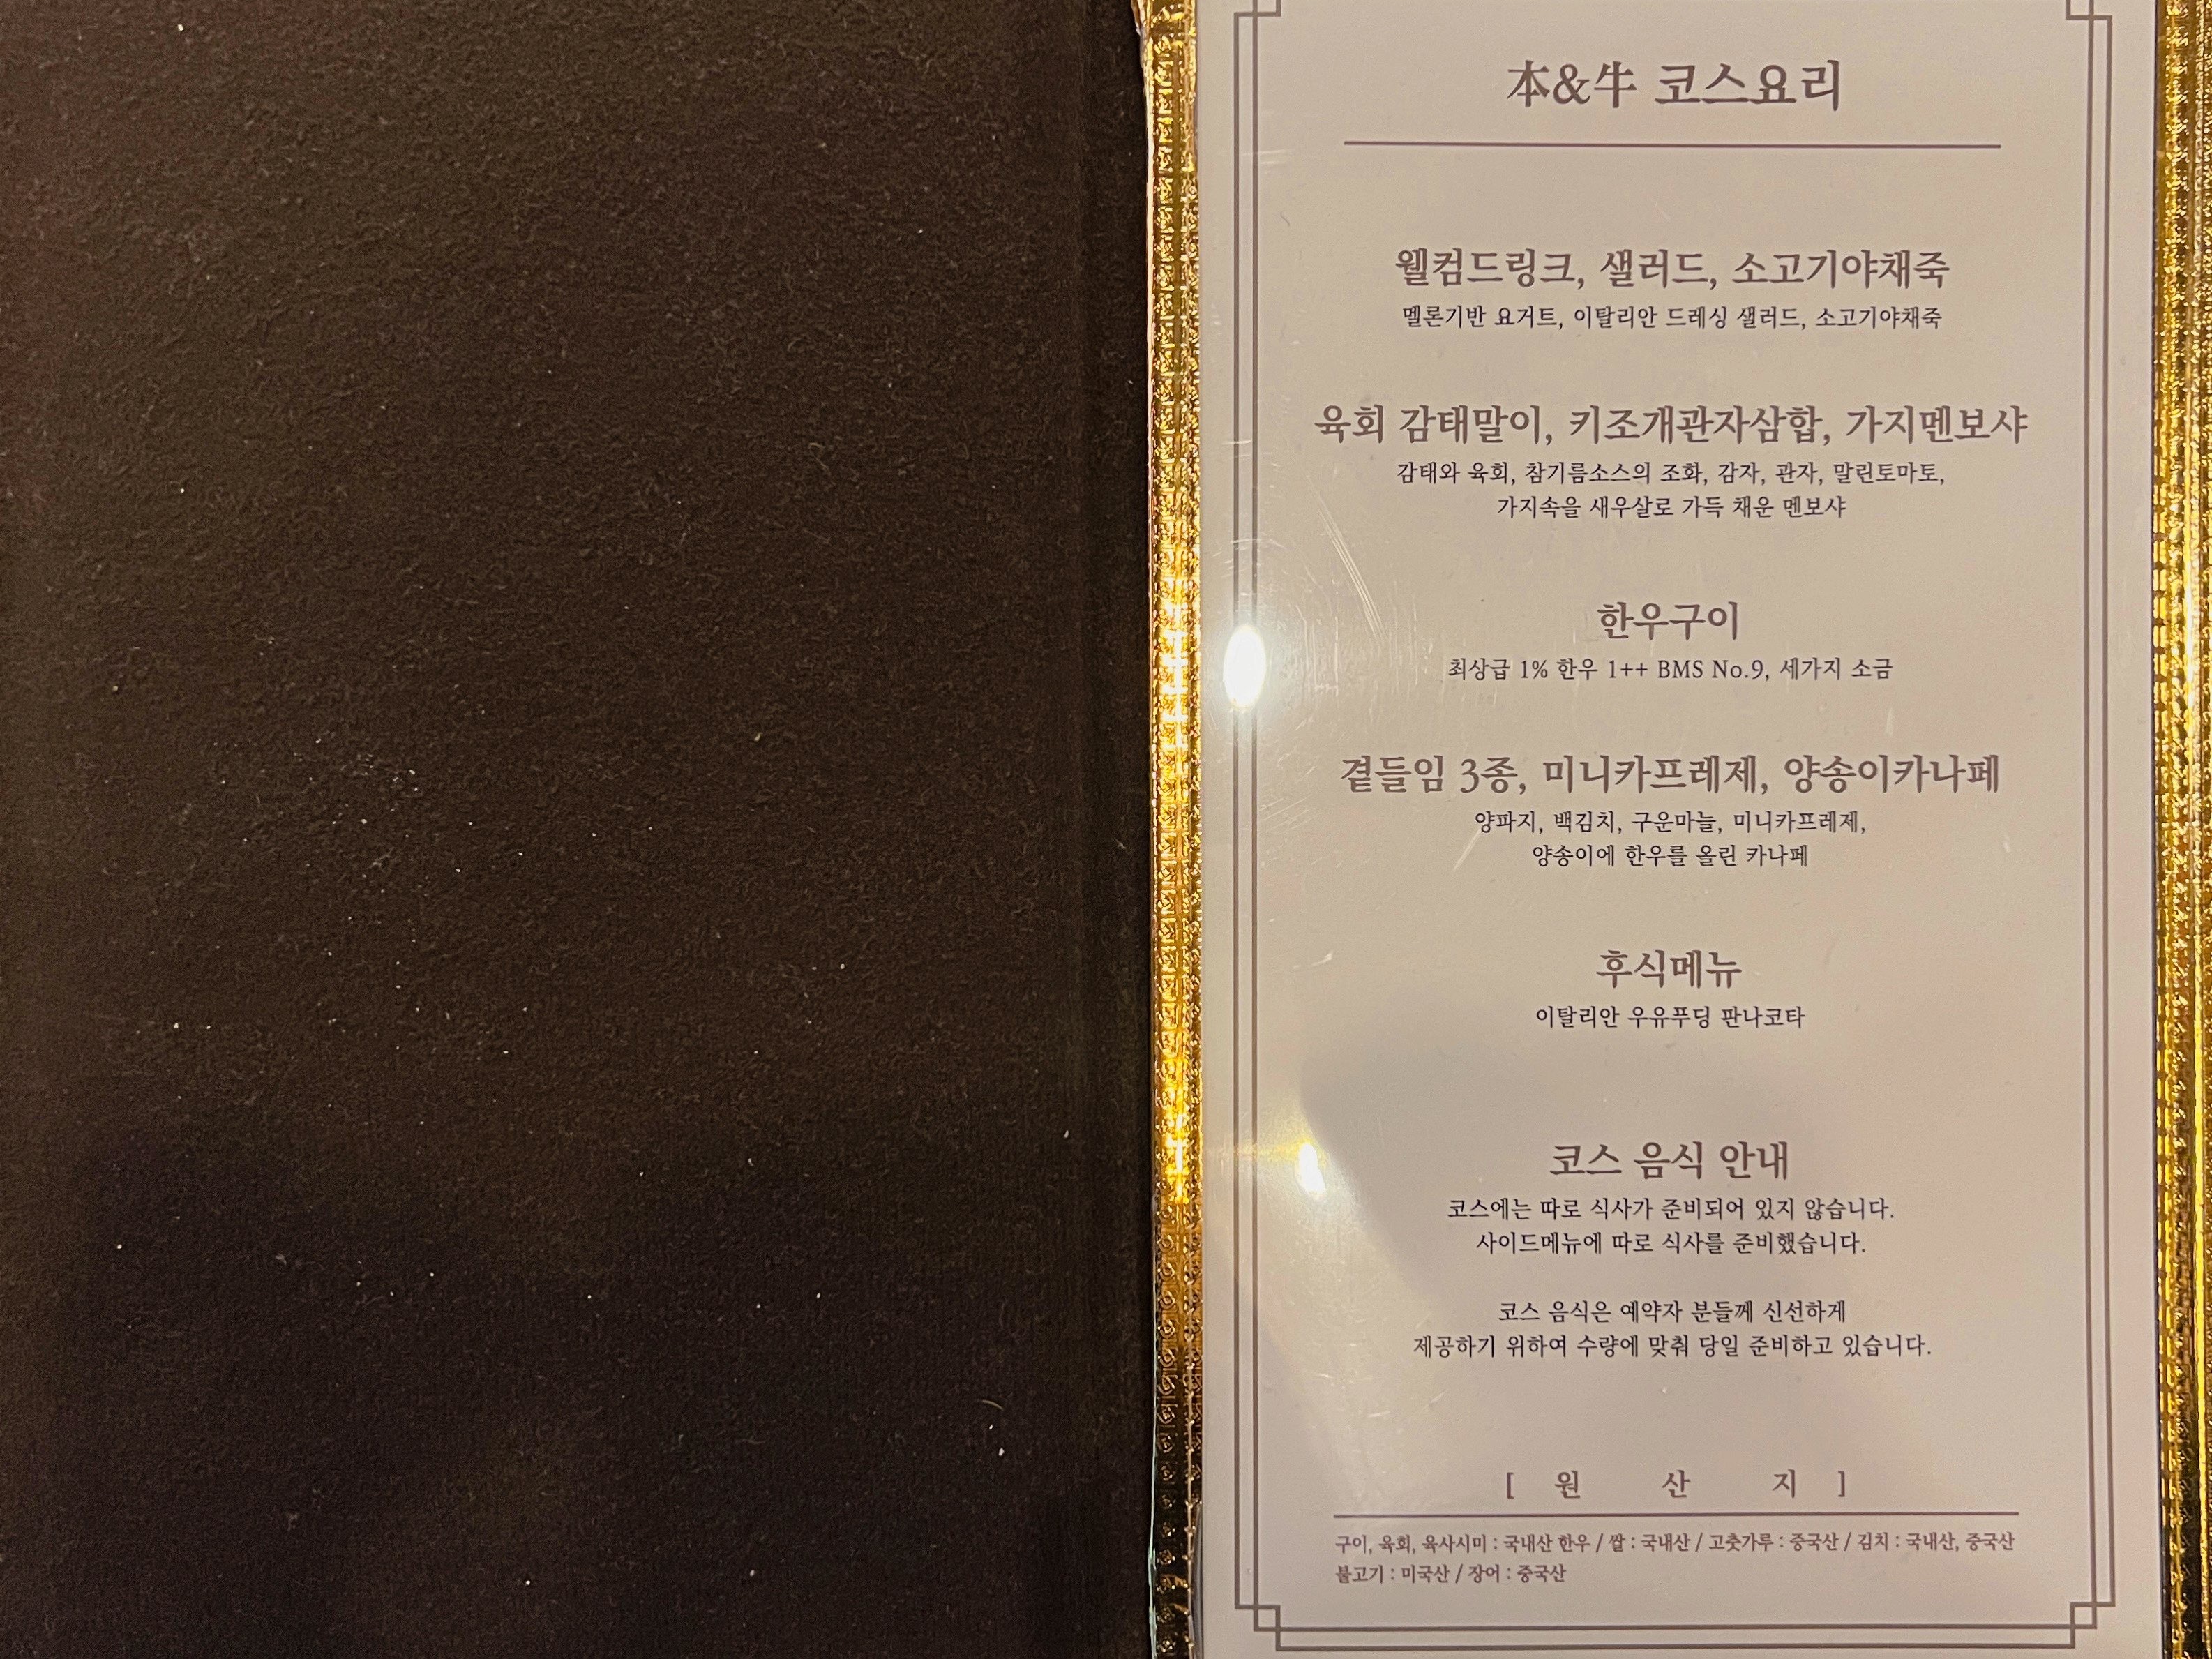 本&牛 코스요리
웰컴드링크, 샐러드, 소고기야채죽
멜론기반 요거트, 이탈리안 드레싱 샐러드, 소고기야채죽
육회 감태말이, 키조개관자삼합, 가지멘보샤
감태와 육회, 참기름소스의 조화, 감자, 관자, 말린토마토,
가지속을 새우살로 가득 채운 멘보샤
한우구이
최상급 1% 한우 1++ BMS No.9, 세가지 소금
곁들임 3종, 미니카프레제, 양송이카나페
양파지, 백김치, 구운마늘, 미니카프레제,
양송이에 한우를 올린 카나페
후식메뉴
이탈리안 우유푸딩 판나코타
코스 음식 안내
코스에는 따로 식사가 준비되어 있지 않습니다.
사이드메뉴에 따로 식사를 준비했습니다.
코스 음식은 예약자 분들께 신선하게
제공하기 위하여 수량에 맞춰 당일 준비하고 있습니다.
[ 원 산 지 ]
구이, 육회, 육사시미 : 국내산 한우 / 쌀 : 국내산 / 고춧가루 : 중국산 / 김치 : 국내산, 중국산
불고기 : 미국산 / 장어 : 중국산